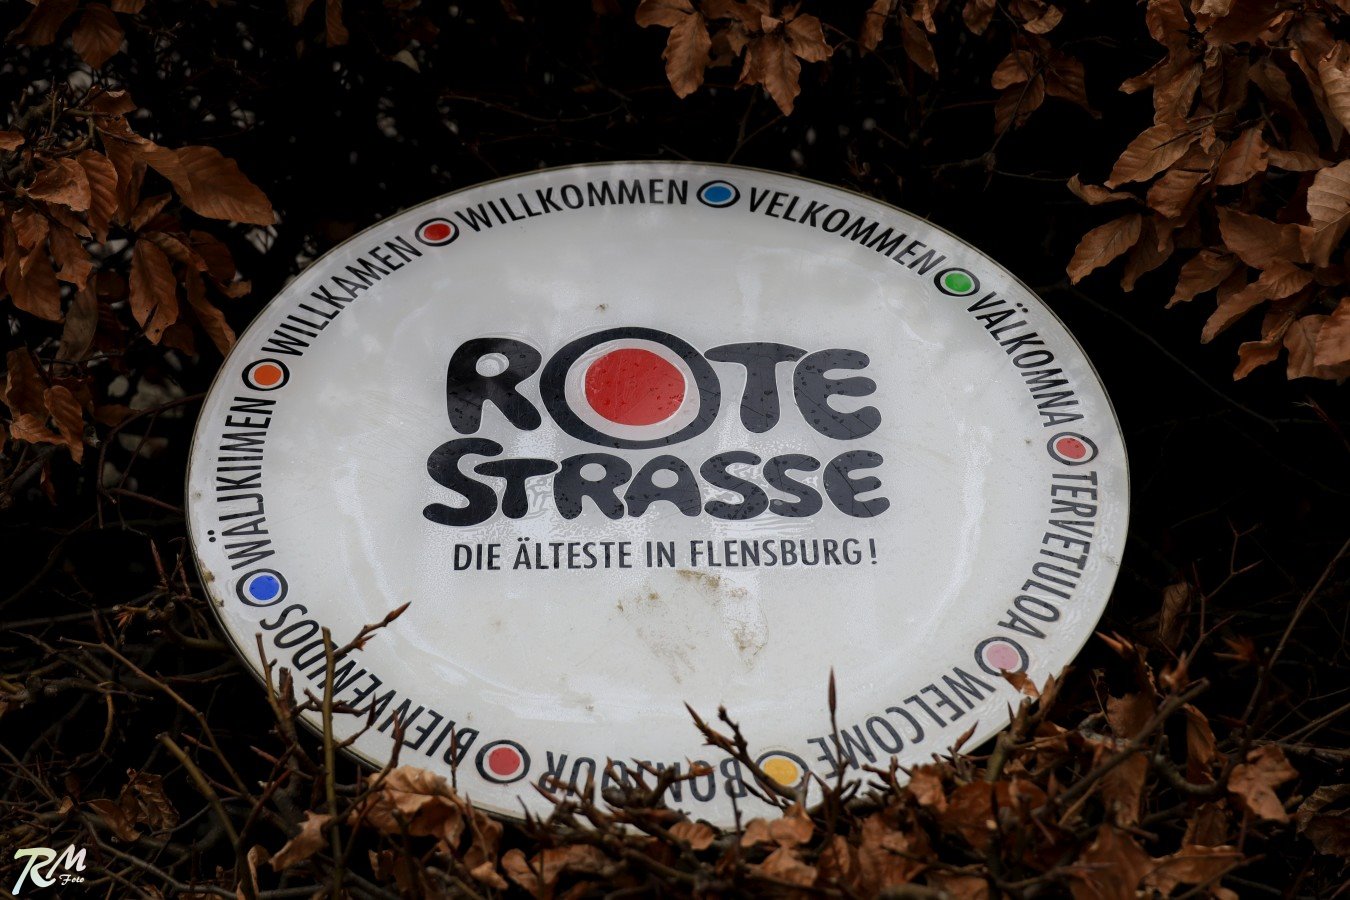 ROTE
STRASSE
DIE ÄLTESTE IN FLENSBURG!
WILLKOMMEN
VELKOMMEN
VÄLKOMNA
TERVETULOA
WELCOME
BONJOUR
BIENVENIDOS
WÄLJKIIMEN
WILLKAMEN
RM
Foto